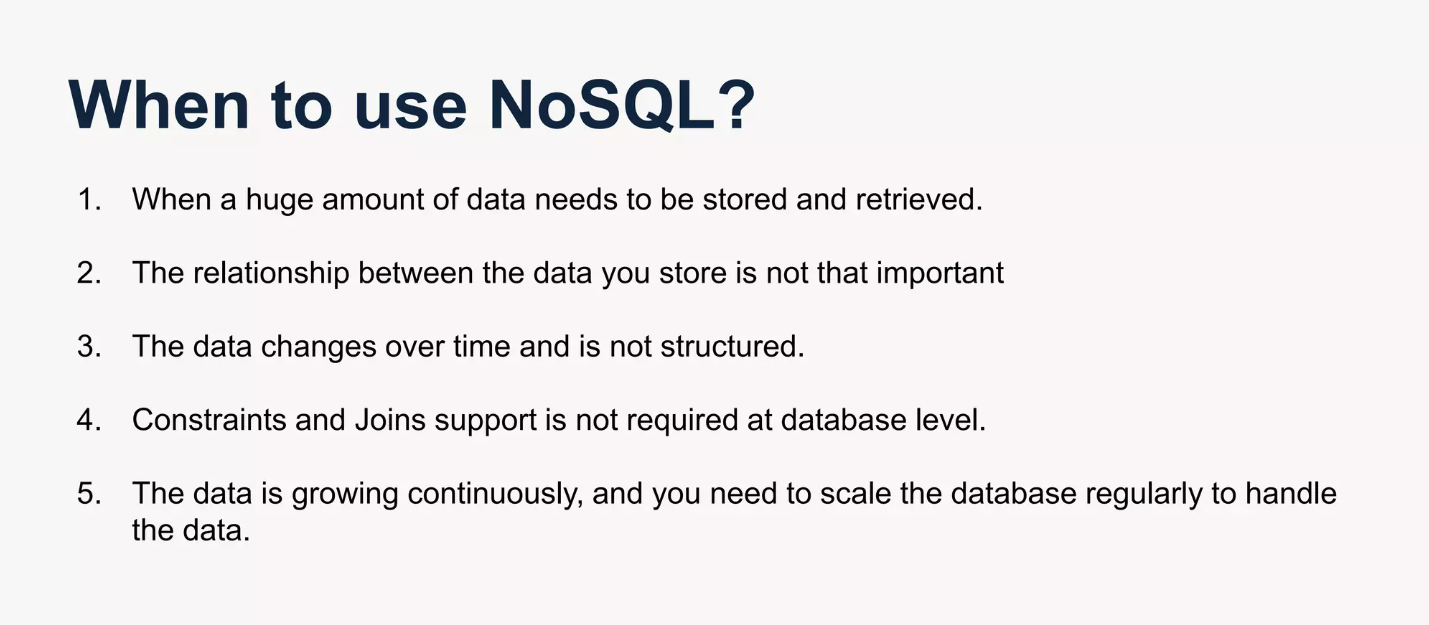 When to use NoSQL?
1. When a huge amount of data needs to be stored and retrieved.
2. The relationship between the data you store is not that important
3. The data changes over time and is not structured.
4. Constraints and Joins support is not required at database level.
5. The data is growing continuously, and you need to scale the database regularly to handle
the data.